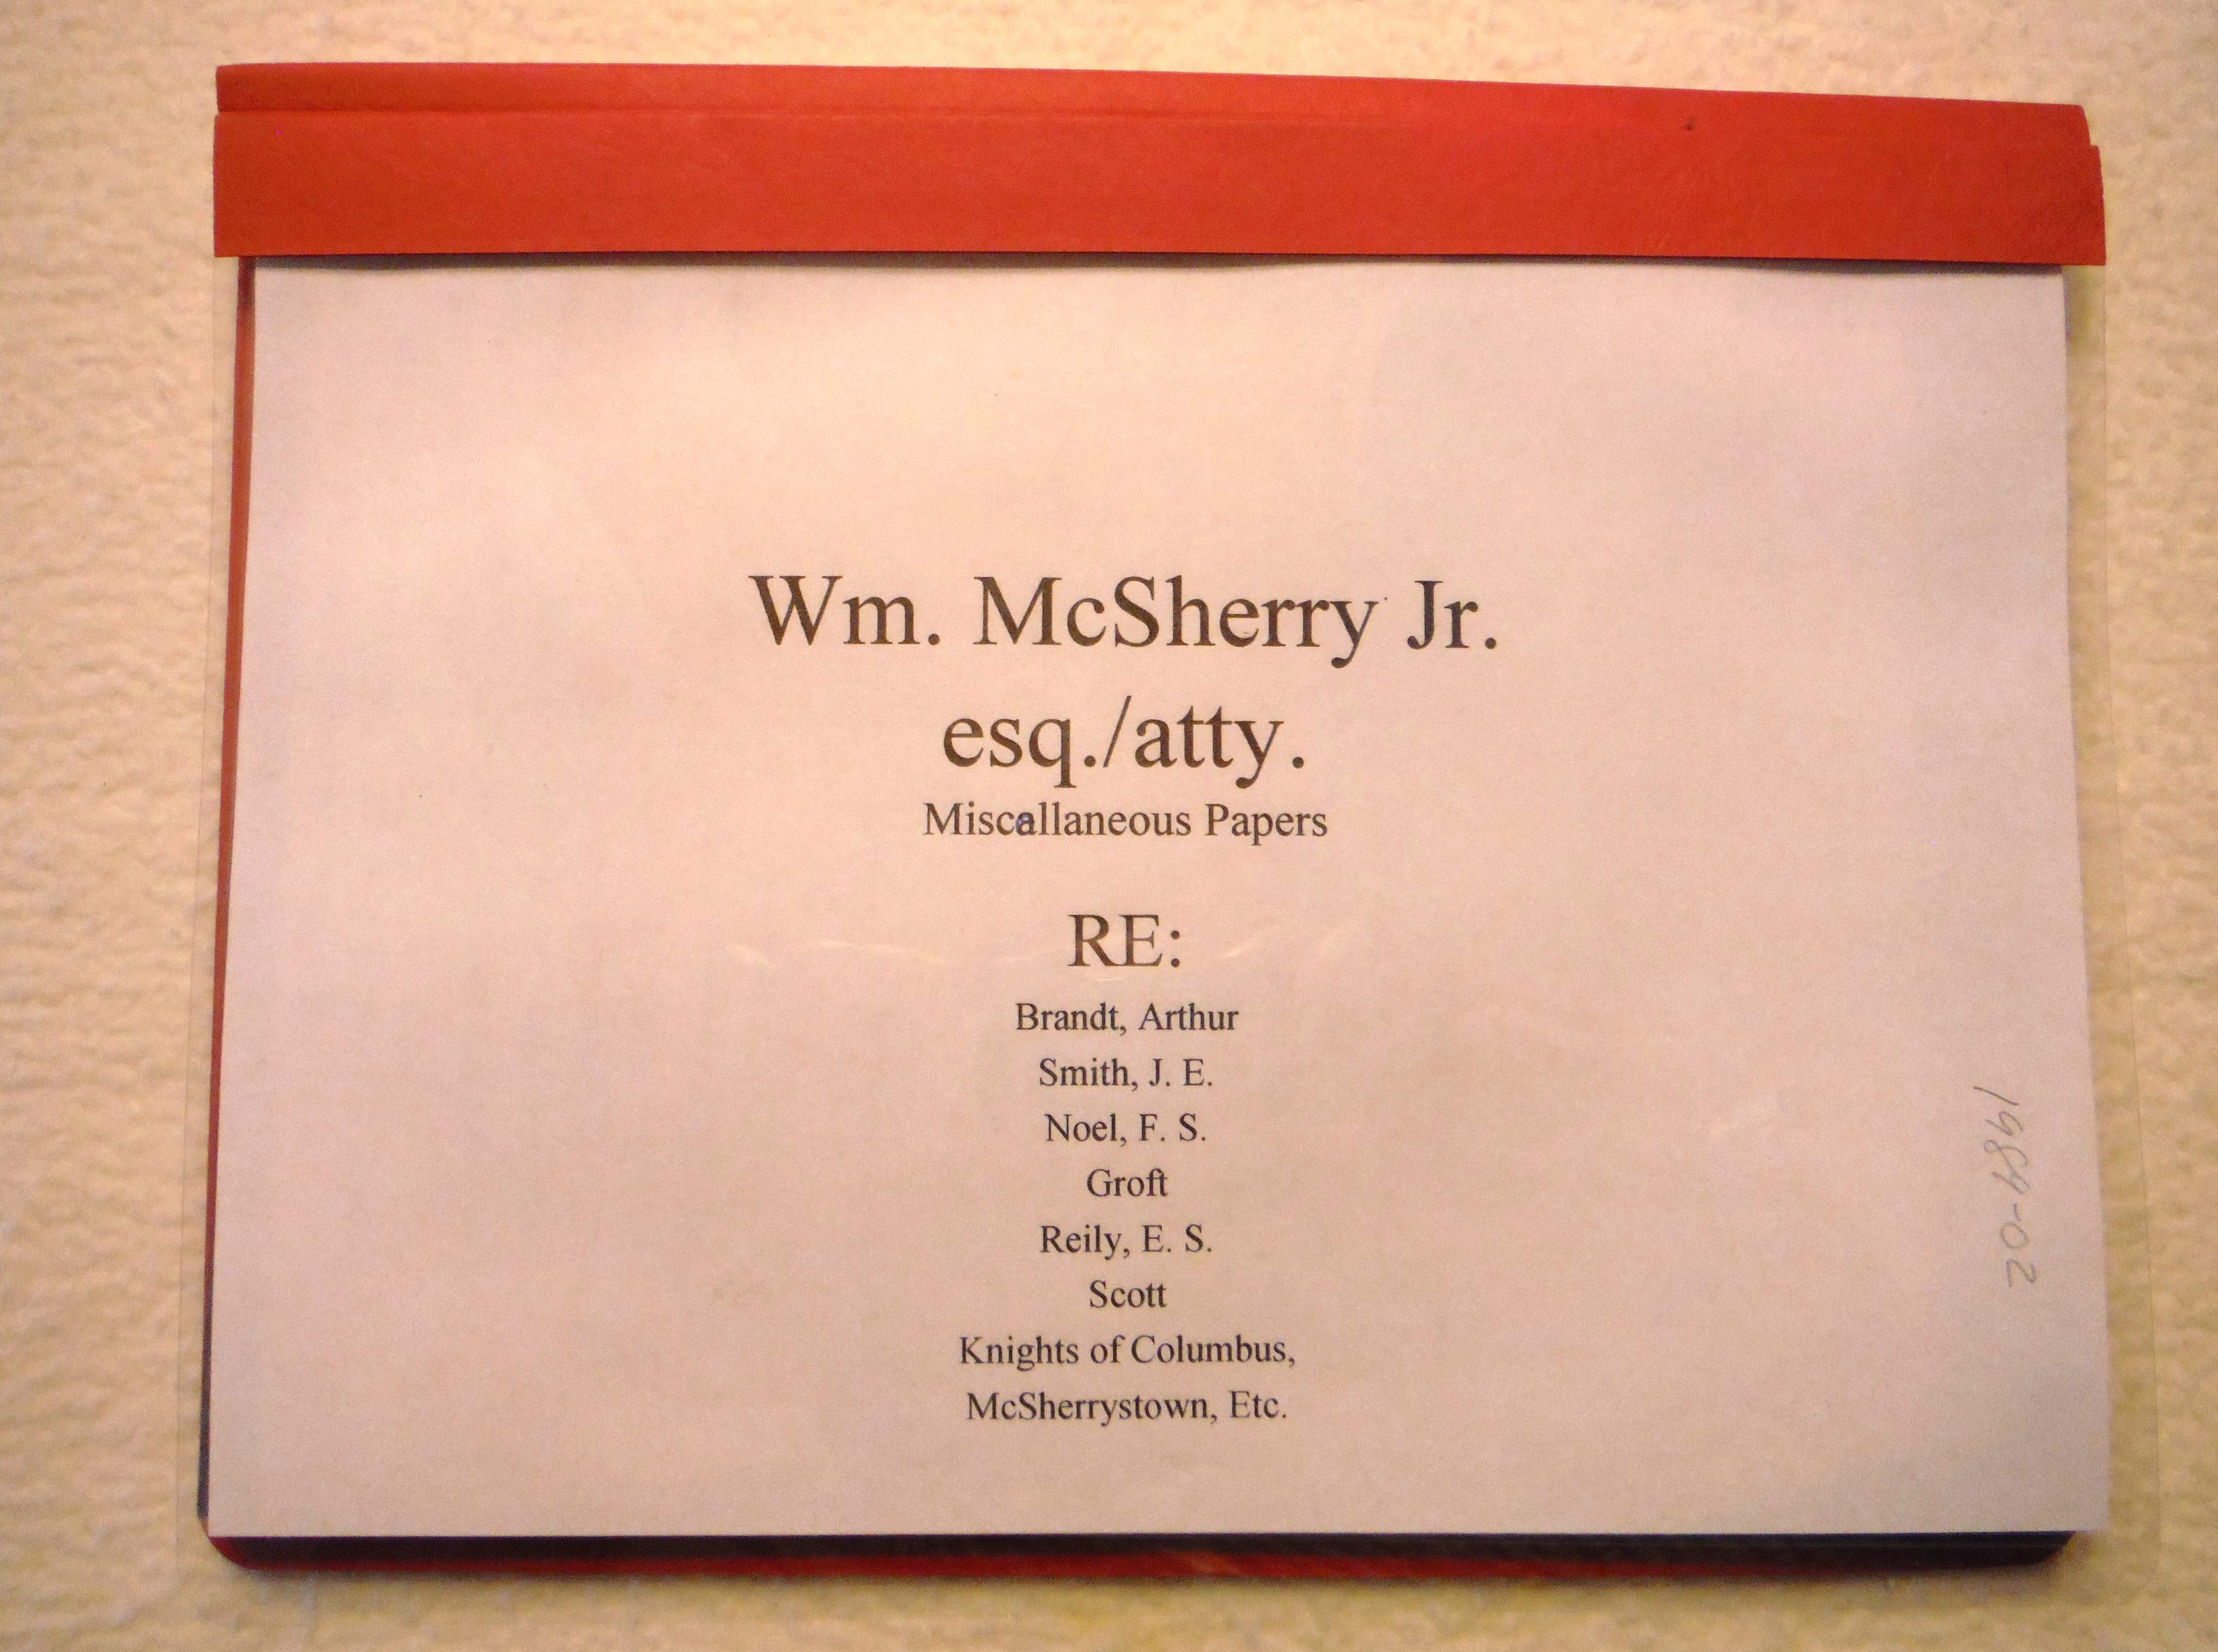 Wm. McSherry Jr.
esq./atty.
Miscallaneous Papers
RE:
Brandt, Arthur
Smith, J. E.
Noel, F. S.
Groft
Reily, E. S.
Scott
Knights of Columbus,
McSherrystown, Etc.
1989-02